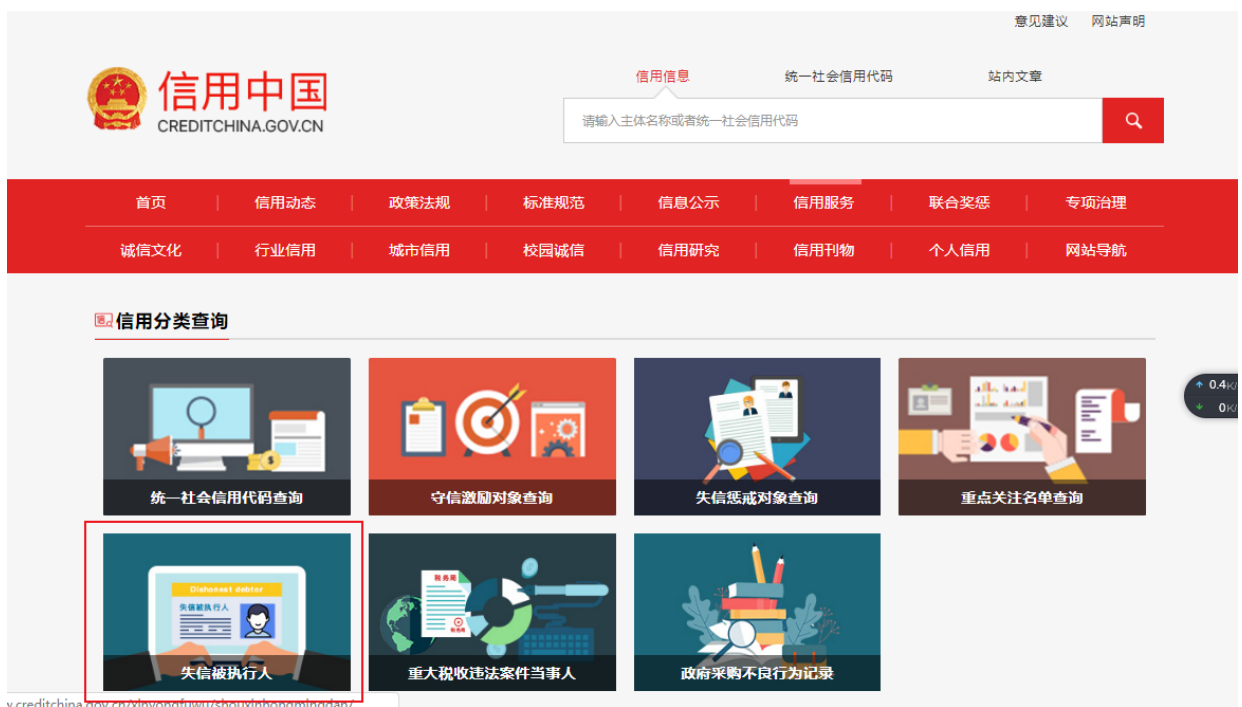 意见建议 网站声明
信用中国
CREDITCHINA.GOV.CN
信用信息 统一社会信用代码 站内文章
请输入主体名称或者统一社会信用代码
首页 信用动态 政策法规 标准规范 信息公示 信用服务 联合奖惩 专项治理
诚信文化 行业信用 城市信用 校园诚信 信用研究 信用刊物 个人信用 网站导航
信用分类查询
↑ 0.4K/
↓ 0K/
统一社会信用代码查询 守信激励对象查询 失信惩戒对象查询 重点关注名单查询
Dishonest debtor
失信被执行人
税务局
失信被执行人 重大税收违法案件当事人 政府采购不良行为记录
v.creditchina.gov.cn/xinyongfuwu/shouxinhongmingdan/